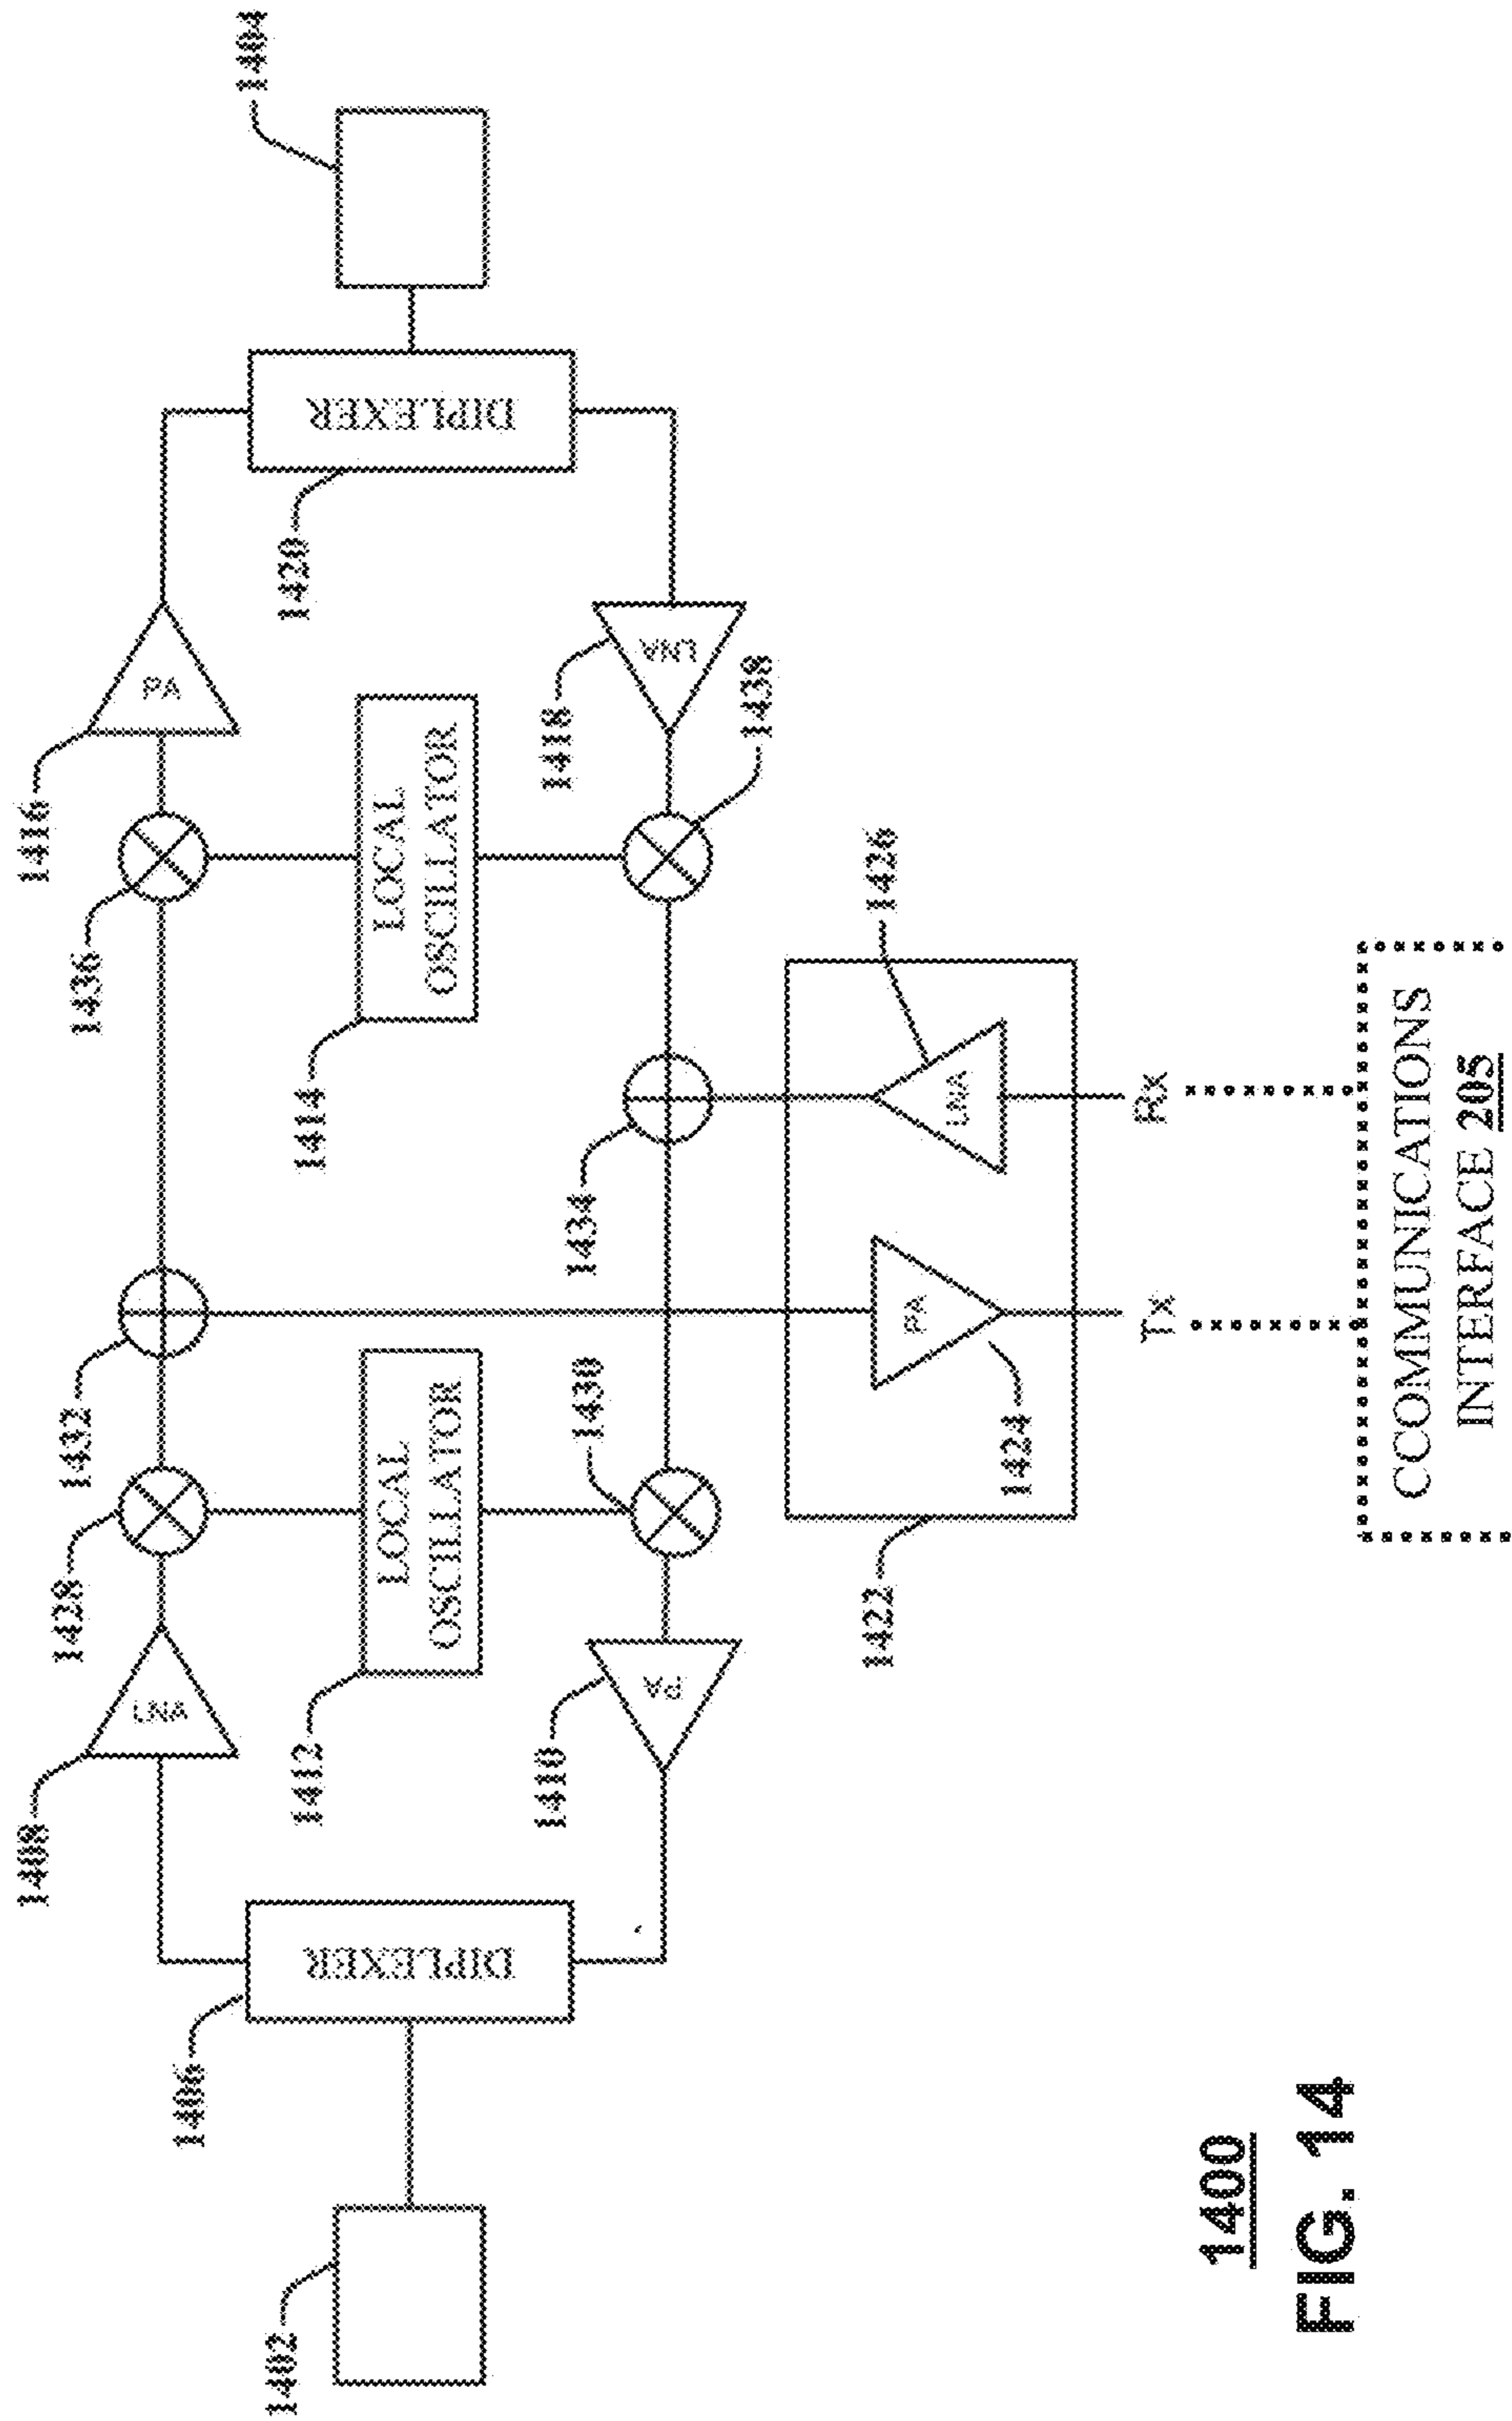 1408
1416
1428
1432
1436
LNA
PA
1406
1404
1402
1412
1414
1420
DIPLEXER
LOCAL
OSCILLATOR
LOCAL
OSCILLATOR
DIPLEXER
1410
1430
1434
1418
1438
PA
LNA
1422
1424
1426
PA
LNA
TX
Rx
CCOMMUNICATIONS
INTERFACE 205
1400
FIG. 14